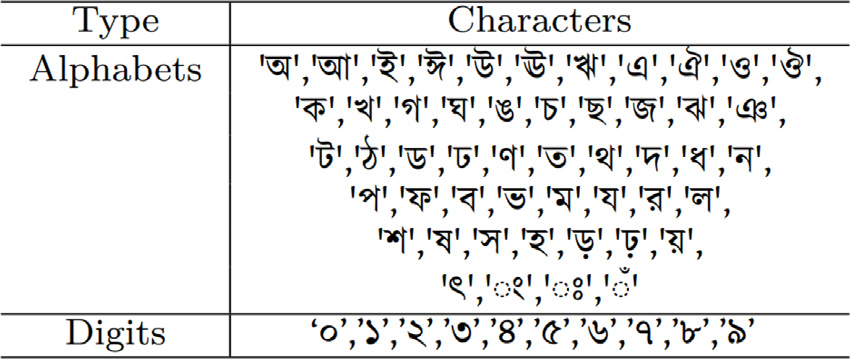 Type Characters
Alphabets 'অ','আ','ই','ঈ','উ','ঊ','ঋ','এ','ঐ','ও','ঔ',
'ক','খ','গ','ঘ','ঙ','চ','ছ','জ','ঝ','ঞ',
'ট','ঠ','ড','ঢ','ণ','ত','থ','দ','ধ','ন',
'প','ফ','ব','ভ','ম','য','র','ল',
'শ','ষ','স','হ','ড়','ঢ়','য়',
'ৎ','ং','ঃ','ঁ'
Digits ‘০’,’১’,’২’,’৩’,’৪’,’৫’,’৬’,’৭’,’৮’,’৯’